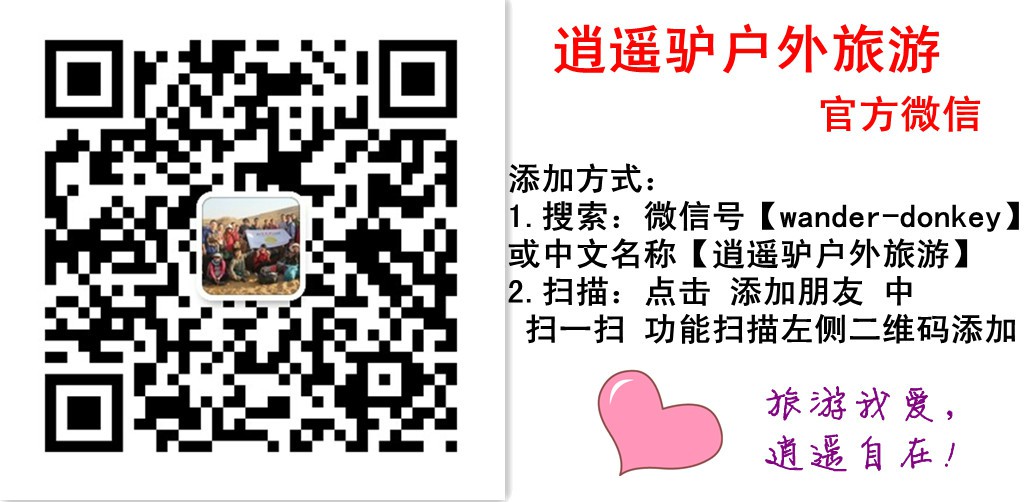 逍遥驴户外旅游
官方微信
添加方式：
1.搜索：微信号【wander-donkey】
或中文名称【逍遥驴户外旅游】
2.扫描：点击 添加朋友 中
扫一扫 功能扫描左侧二维码添加
旅游我爱，
逍遥自在！